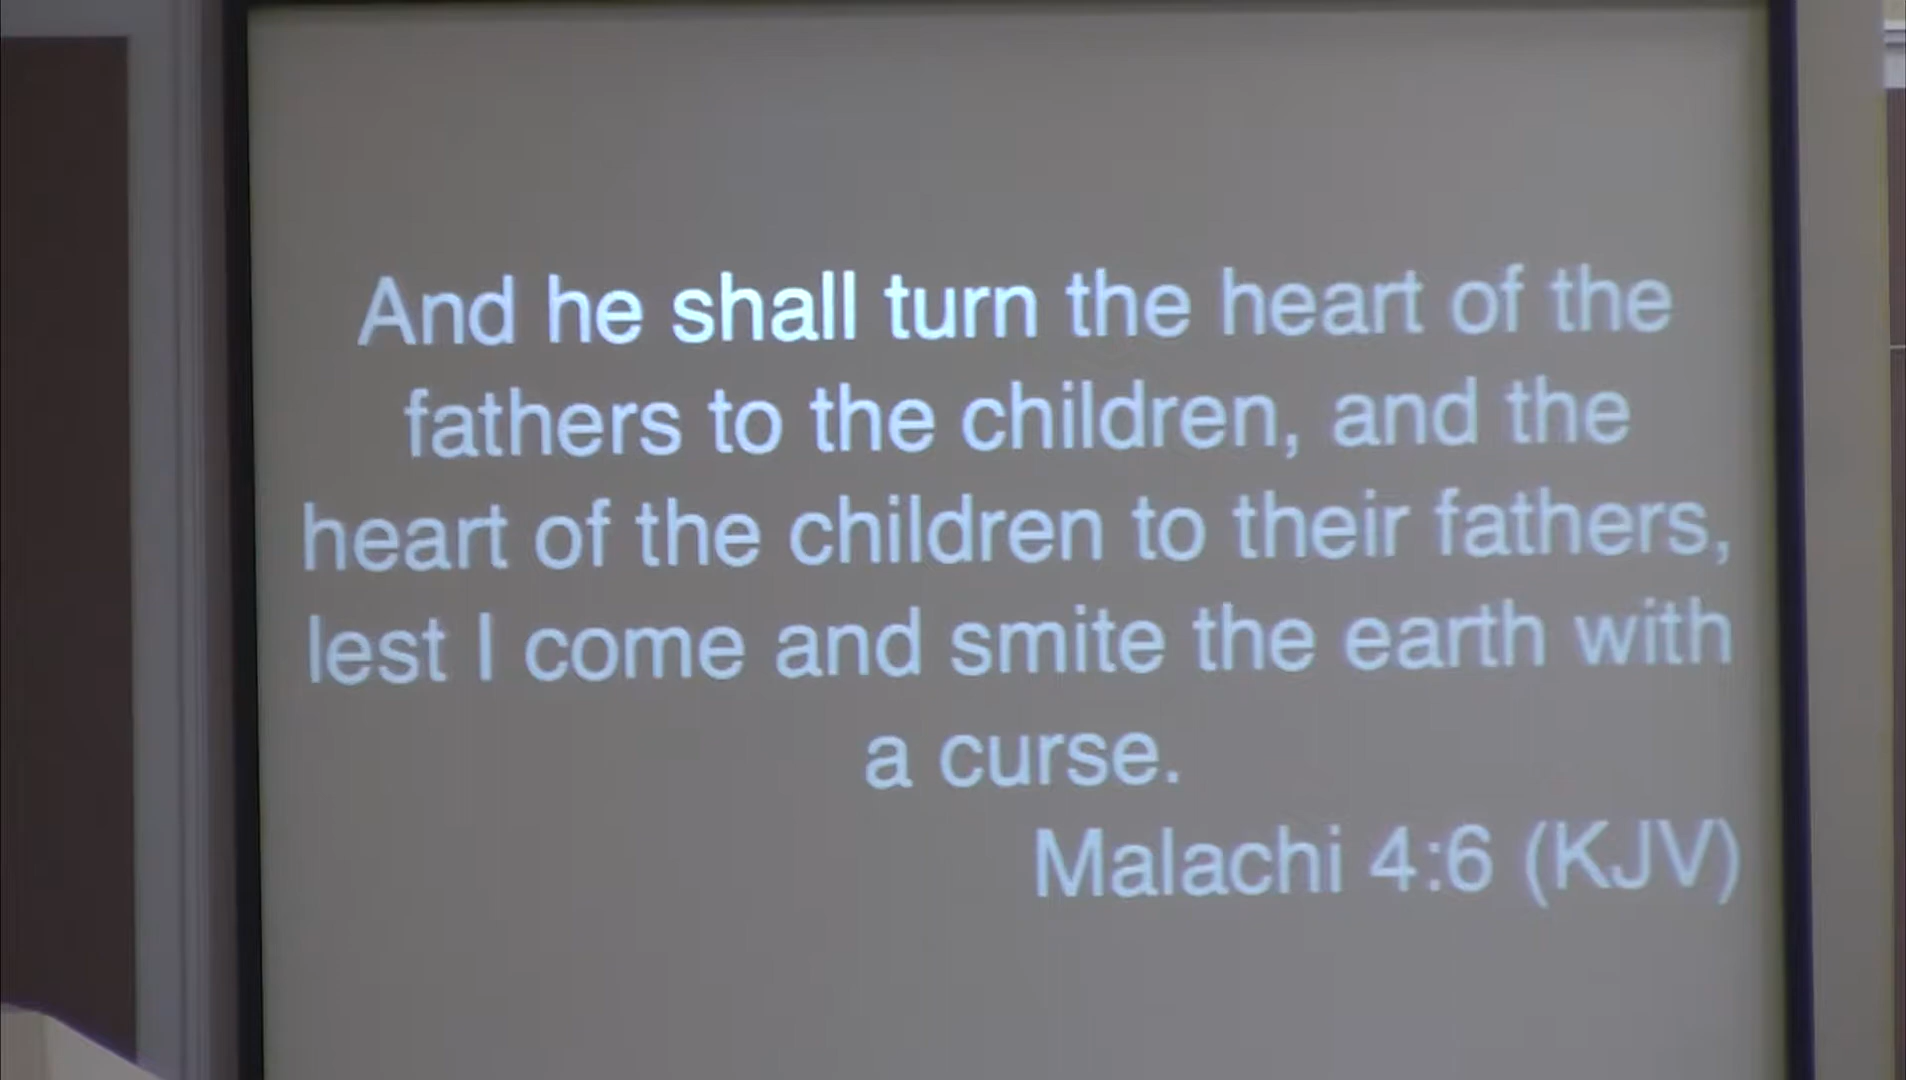 And he shall turn the heart of the
fathers to the children, and the
heart of the children to their fathers,
lest I come and smite the earth with
a curse.
Malachi 4:6 (KJV)